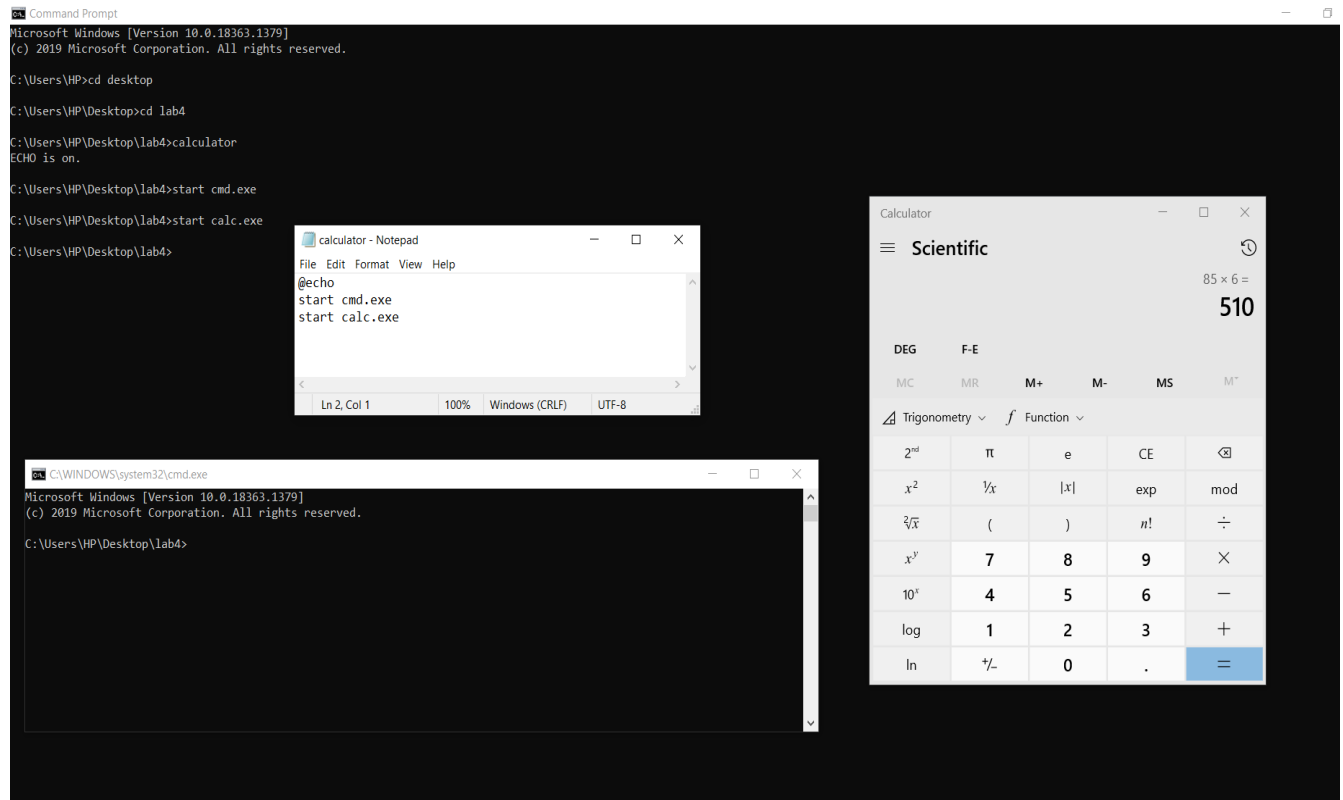 Command Prompt
Microsoft Windows [Version 10.0.18363.1379]
(c) 2019 Microsoft Corporation. All rights reserved.
C:\Users\HP>cd desktop
C:\Users\HP\Desktop>cd lab4
C:\Users\HP\Desktop\lab4>calculator
ECHO is on.
C:\Users\HP\Desktop\lab4>start cmd.exe
C:\Users\HP\Desktop\lab4>start calc.exe
C:\Users\HP\Desktop\lab4>
calculator - Notepad
File Edit Format View Help
@echo
start cmd.exe
start calc.exe
Ln 2, Col 1 100% Windows (CRLF) UTF-8
C:\WINDOWS\system32\cmd.exe
Microsoft Windows [Version 10.0.18363.1379]
(c) 2019 Microsoft Corporation. All rights reserved.
C:\Users\HP\Desktop\lab4>
Calculator
Scientific
85 × 6 =
510
DEG F-E
MC MR M+ M- MS M˅
Trigonometry f Function
2ⁿᵈ π e CE
x² ¹/x |x| exp mod
²√x ( ) n! ÷
xʸ 7 8 9 ×
10ˣ 4 5 6 −
log 1 2 3 +
ln +/− 0 . =